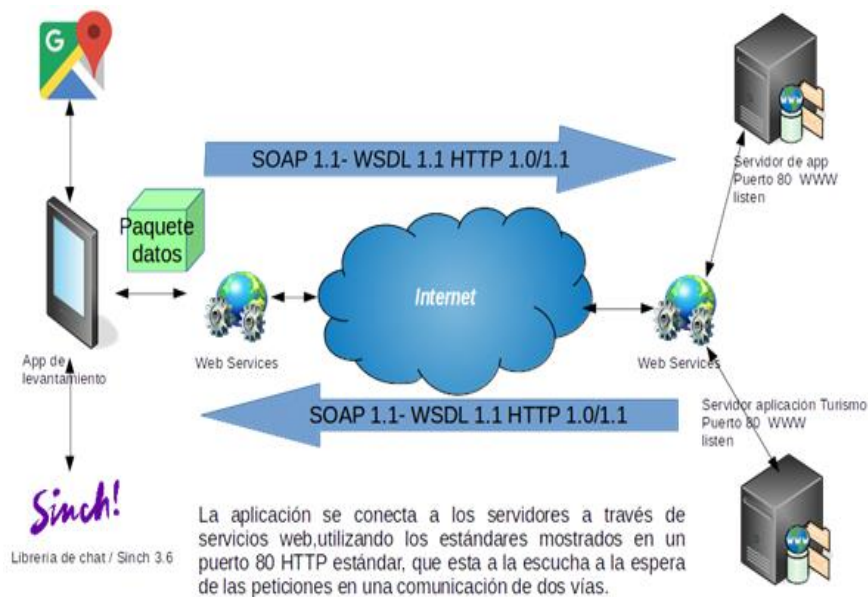 G
SOAP 1.1- WSDL 1.1 HTTP 1.0/1.1
Servidor de app
Puerto 80 WWW
listen
Paquete
datos
Internet
App de
levantamiento
Web Services
Web Services
SOAP 1.1- WSDL 1.1 HTTP 1.0/1.1
Servidor aplicación Turismo
Puerto 80 WWW
listen
Sinch!
Libreria de chat / Sinch 3.6
La aplicación se conecta a los servidores a través de
servicios web,utilizando los estándares mostrados en un
puerto 80 HTTP estándar, que esta a la escucha a la espera
de las peticiones en una comunicación de dos vías.